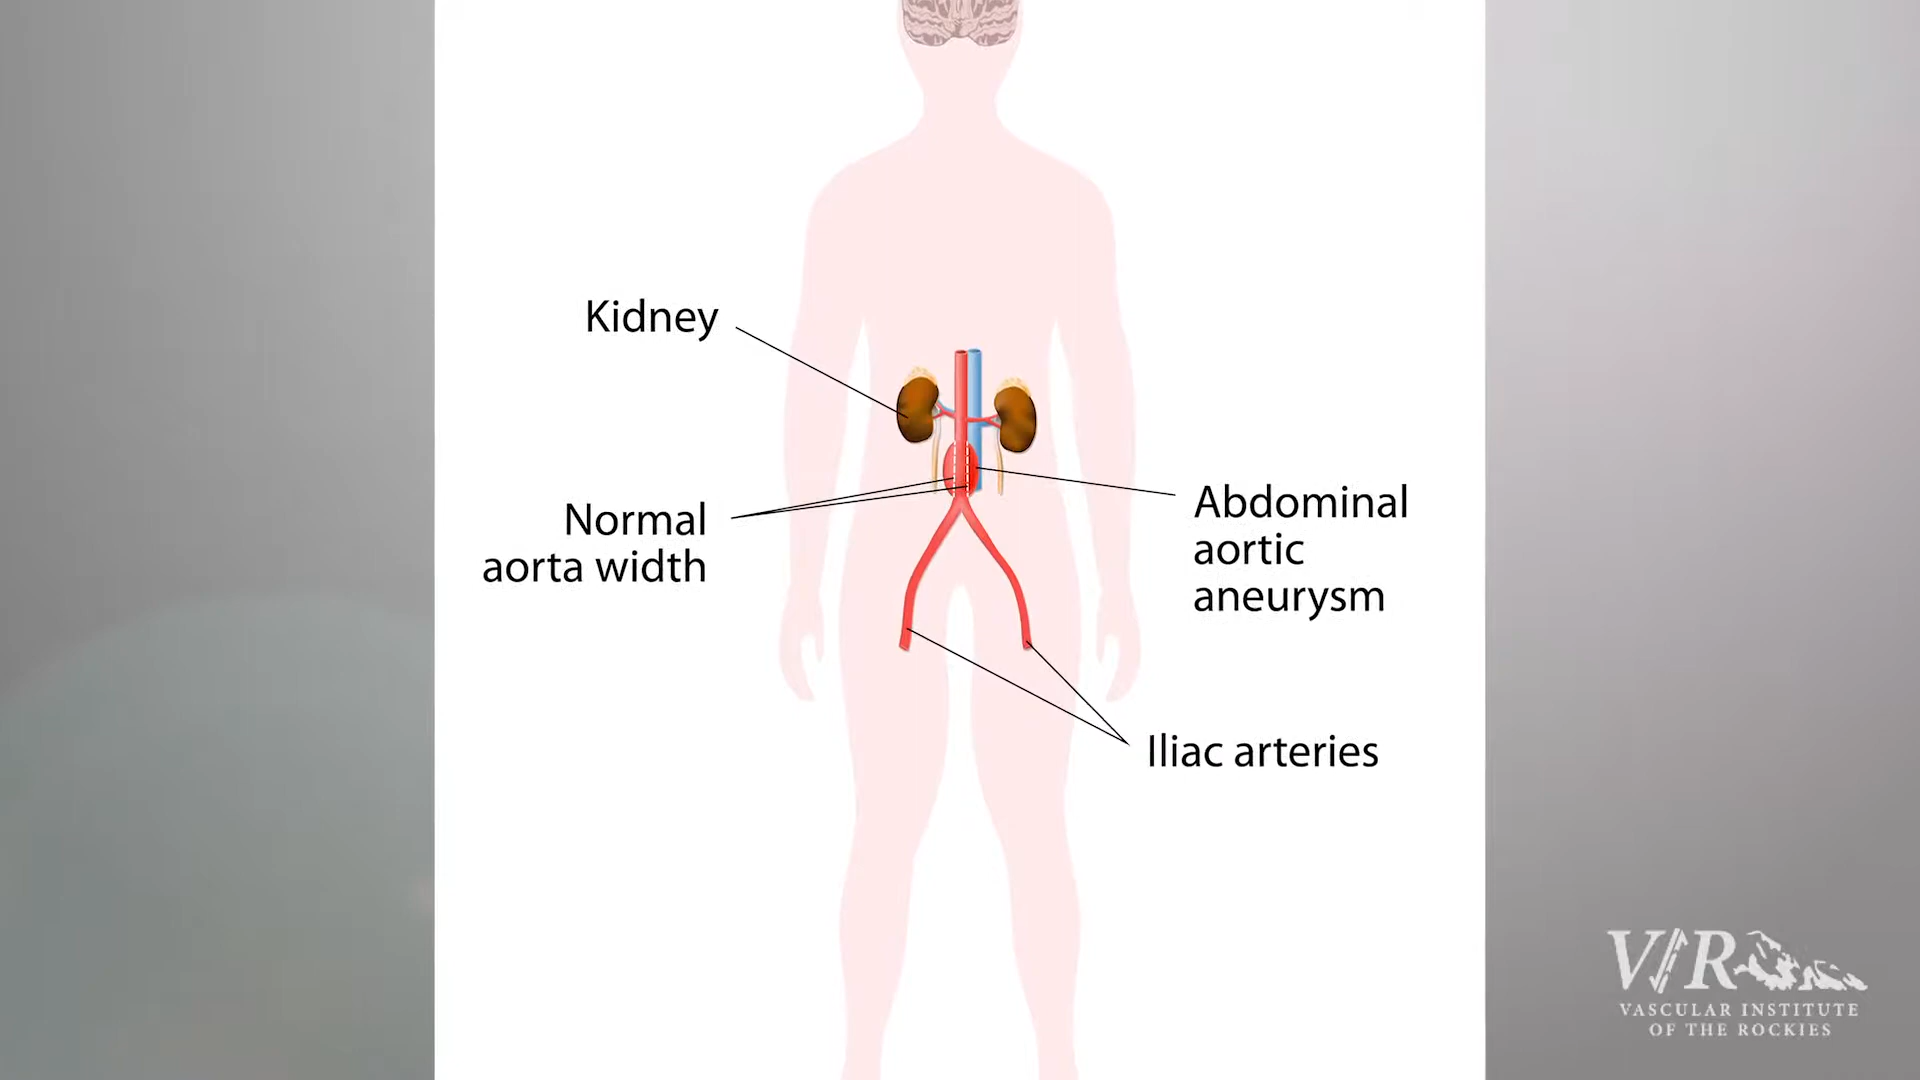 Kidney
Normal
aorta width
Abdominal
aortic
aneurysm
Iliac arteries
VIR
VASCULAR INSTITUTE
OF THE ROCKIES